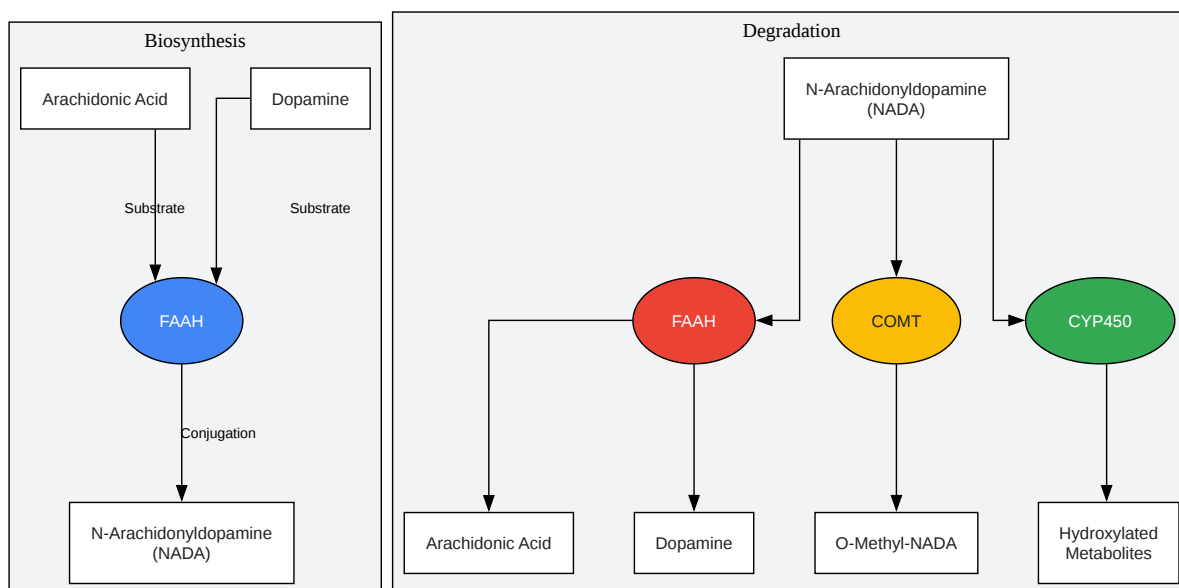 Biosynthesis
Arachidonic Acid
Dopamine
Substrate
Substrate
FAAH
Conjugation
N-Arachidonyldopamine
(NADA)
Degradation
N-Arachidonyldopamine
(NADA)
FAAH
COMT
CYP450
Arachidonic Acid
Dopamine
O-Methyl-NADA
Hydroxylated
Metabolites